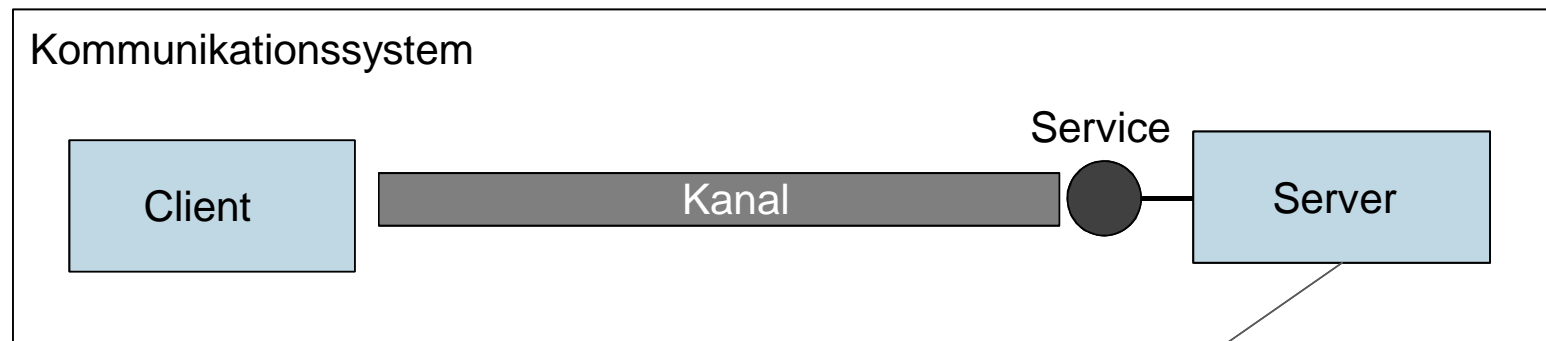 Kommunikationssystem
Service
Client
Kanal
Server